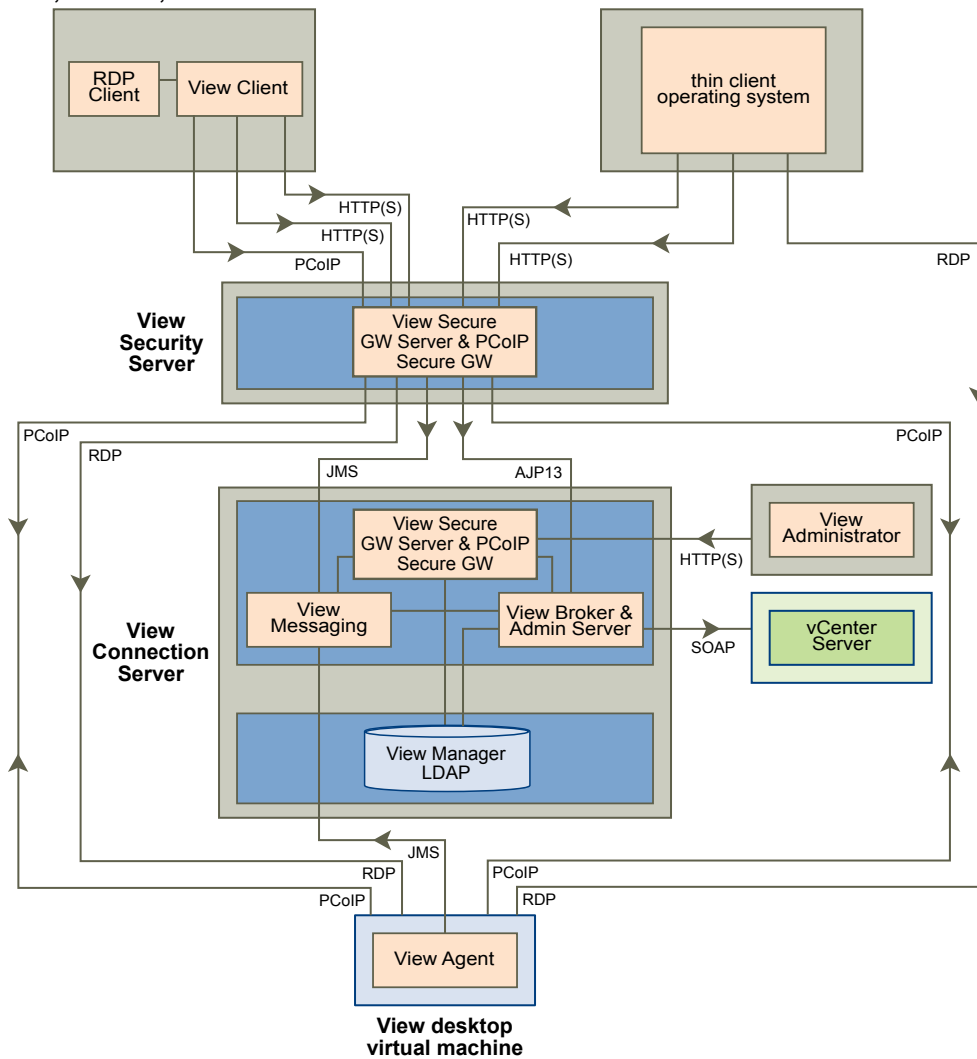 RDP
Client
View Client
thin client
operating system
HTTP(S)
HTTP(S)
PCoIP
HTTP(S)
HTTP(S)
RDP
View
Security
Server
View Secure
GW Server & PCoIP
Secure GW
PCoIP
RDP
JMS
AJP13
PCoIP
View Secure
GW Server & PCoIP
Secure GW
View
Administrator
HTTP(S)
View
Messaging
View Broker &
Admin Server
View
Connection
Server
SOAP
vCenter
Server
View Manager
LDAP
JMS
RDP
PCoIP
PCoIP
RDP
View Agent
View desktop
virtual machine